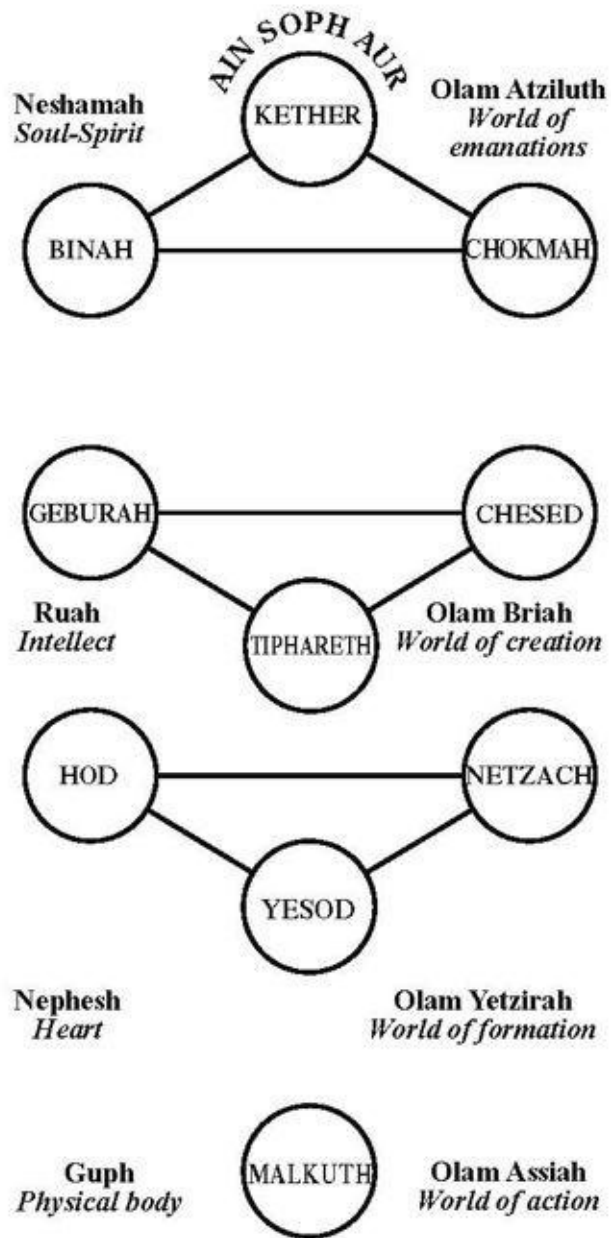 AIN SOPH AUR
Neshamah
Soul-Spirit
KETHER
Olam Atziluth
World of
emanations
BINAH
CHOKMAH
GEBURAH
CHESED
Ruah
Intellect
TIPHARETH
Olam Briah
World of creation
HOD
NETZACH
YESOD
Nephesh
Heart
Olam Yetzirah
World of formation
Guph
Physical body
MALKUTH
Olam Assiah
World of action